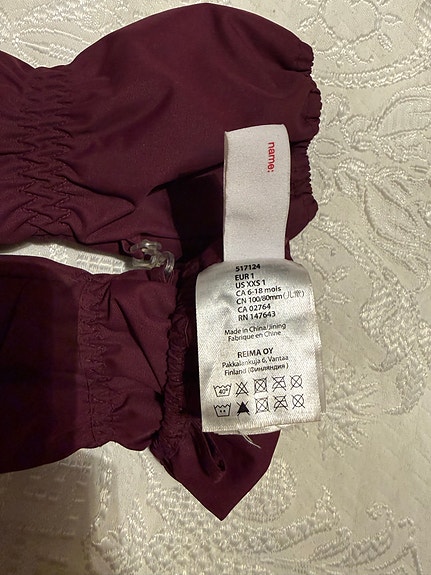 name:
517124
EUR 1
US XXS 1
CA 6-18 mois
CN 100/80mm(儿童)
CA 02764
RN 147643
Made in China/Jining
Fabrique en Chine
REIMA OY
Pakkalankuja 6, Vantaa
Finland (Финляндия)
40°